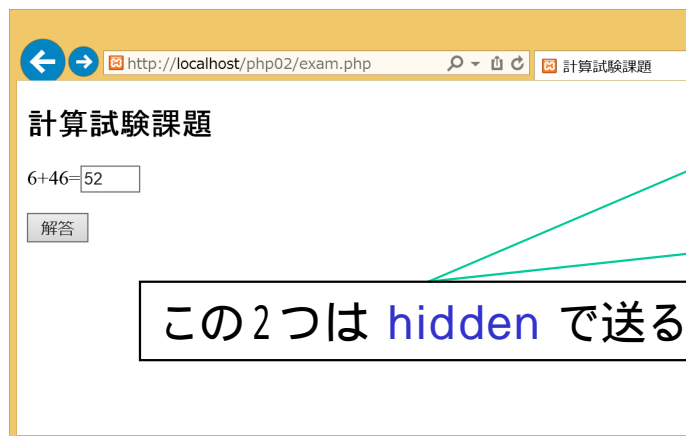 http://localhost/php02/exam.php
計算試験課題
計算試験課題
6+46=52
解答
この2つは hidden で送る